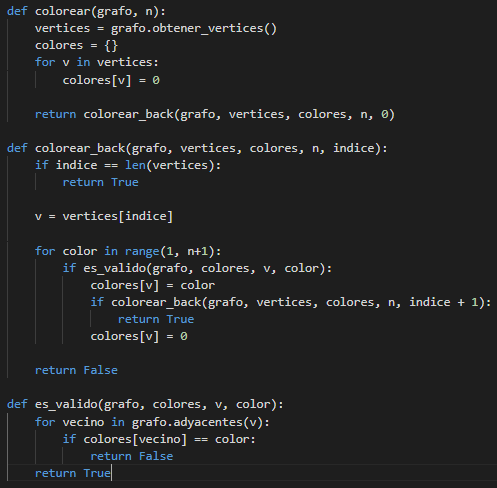 def colorear(grafo, n):
    vertices = grafo.obtener_vertices()
    colores = {}
    for v in vertices:
        colores[v] = 0

    return colorear_back(grafo, vertices, colores, n, 0)

def colorear_back(grafo, vertices, colores, n, indice):
    if indice == len(vertices):
        return True

    v = vertices[indice]

    for color in range(1, n+1):
        if es_valido(grafo, colores, v, color):
            colores[v] = color
            if colorear_back(grafo, vertices, colores, n, indice + 1):
                return True
            colores[v] = 0

    return False

def es_valido(grafo, colores, v, color):
    for vecino in grafo.adyacentes(v):
        if colores[vecino] == color:
            return False
    return True